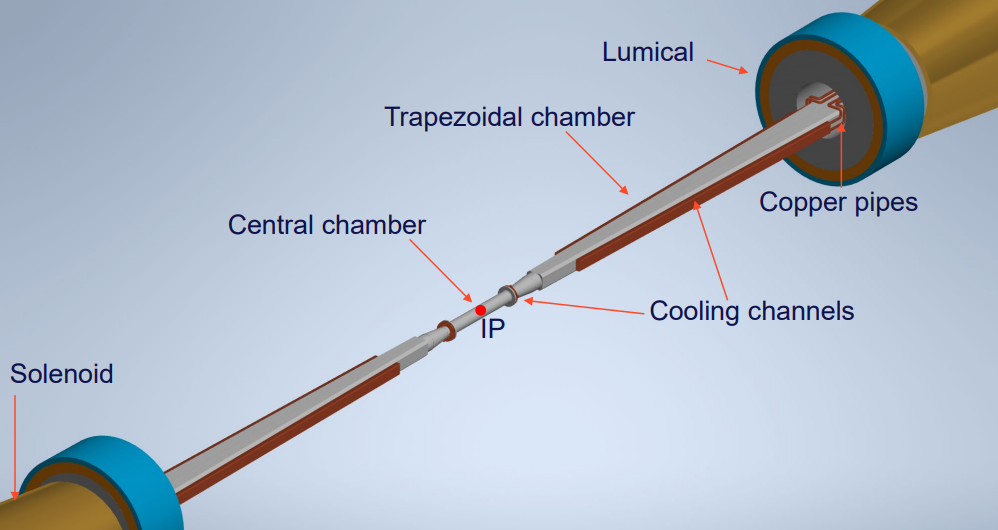 Lumical
Trapezoidal chamber
Copper pipes
Central chamber
Cooling channels
IP
Solenoid